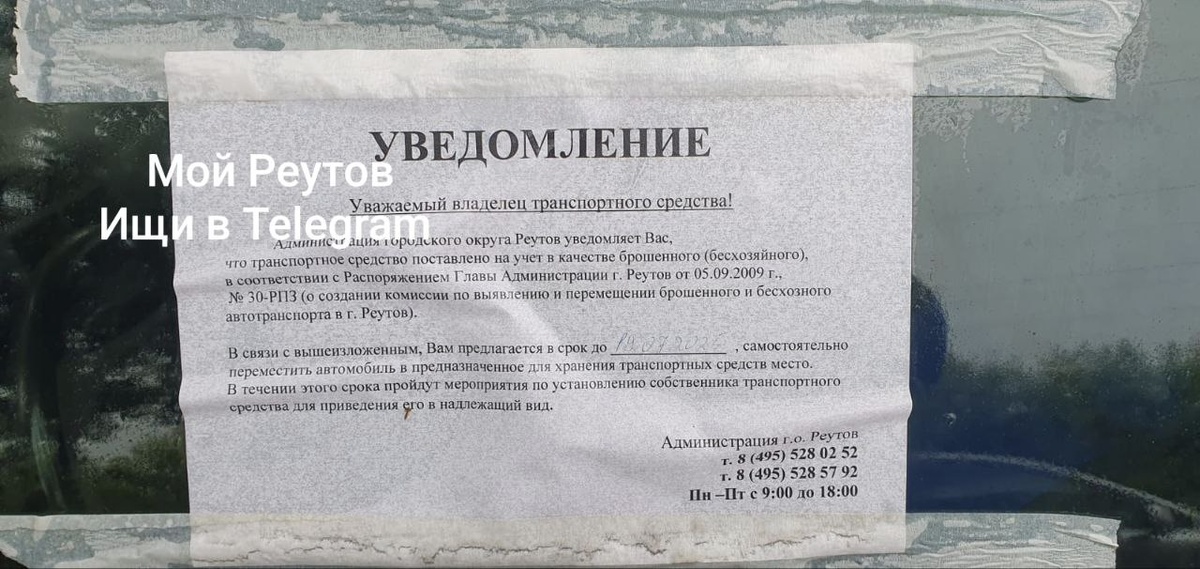 УВЕДОМЛЕНИЕ
Мой Реутов
Ищи в Telegram
Уважаемый владелец транспортного средства!
Администрация городского округа Реутов уведомляет Вас,
что транспортное средство поставлено на учет в качестве брошенного (бесхозяйного),
в соответствии с Распоряжением Главы Администрации г. Реутов от 05.09.2009 г.,
№ 30-РПЗ (о создании комиссии по выявлению и перемещении брошенного и бесхозного
автотранспорта в г. Реутов).
В связи с вышеизложенным, Вам предлагается в срок до 19.07.2025 , самостоятельно
переместить автомобиль в предназначенное для хранения транспортных средств место.
В течении этого срока пройдут мероприятия по установлению собственника транспортного
средства для приведения его в надлежащий вид.
Администрация г.о. Реутов
т. 8 (495) 528 02 52
т. 8 (495) 528 57 92
Пн –Пт с 9:00 до 18:00